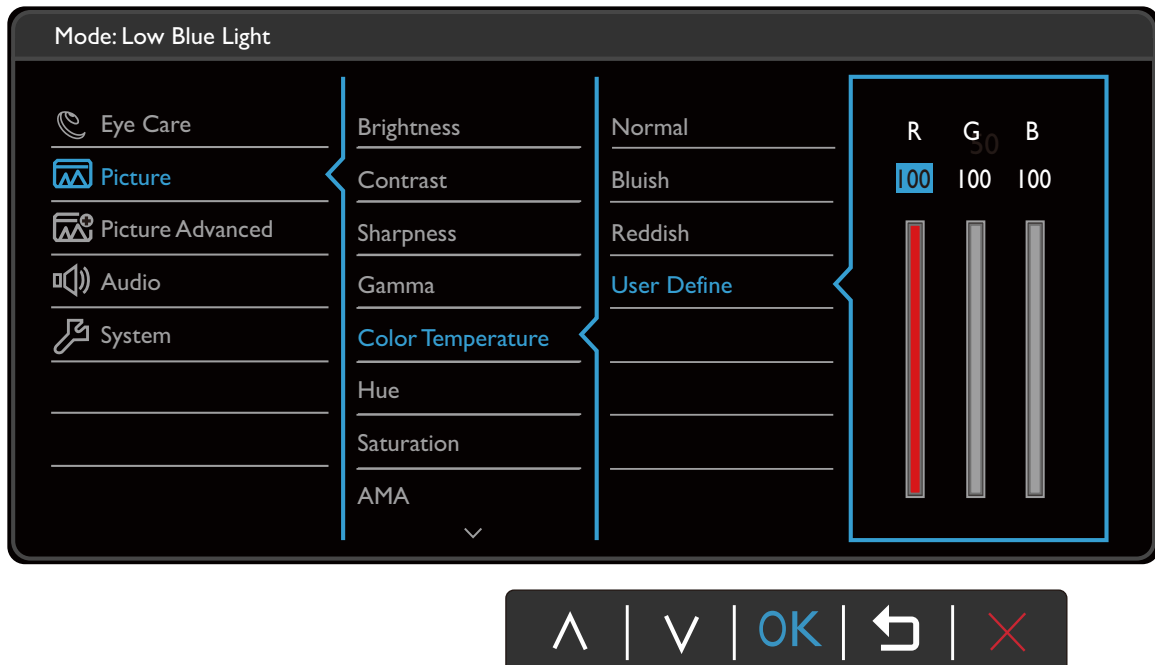 Mode: Low Blue Light
Eye Care
Picture
Picture Advanced
Audio
System
Brightness
Contrast
Sharpness
Gamma
Color Temperature
Hue
Saturation
AMA
Normal
Bluish
Reddish
User Define
R G B
50
100 100 100
OK